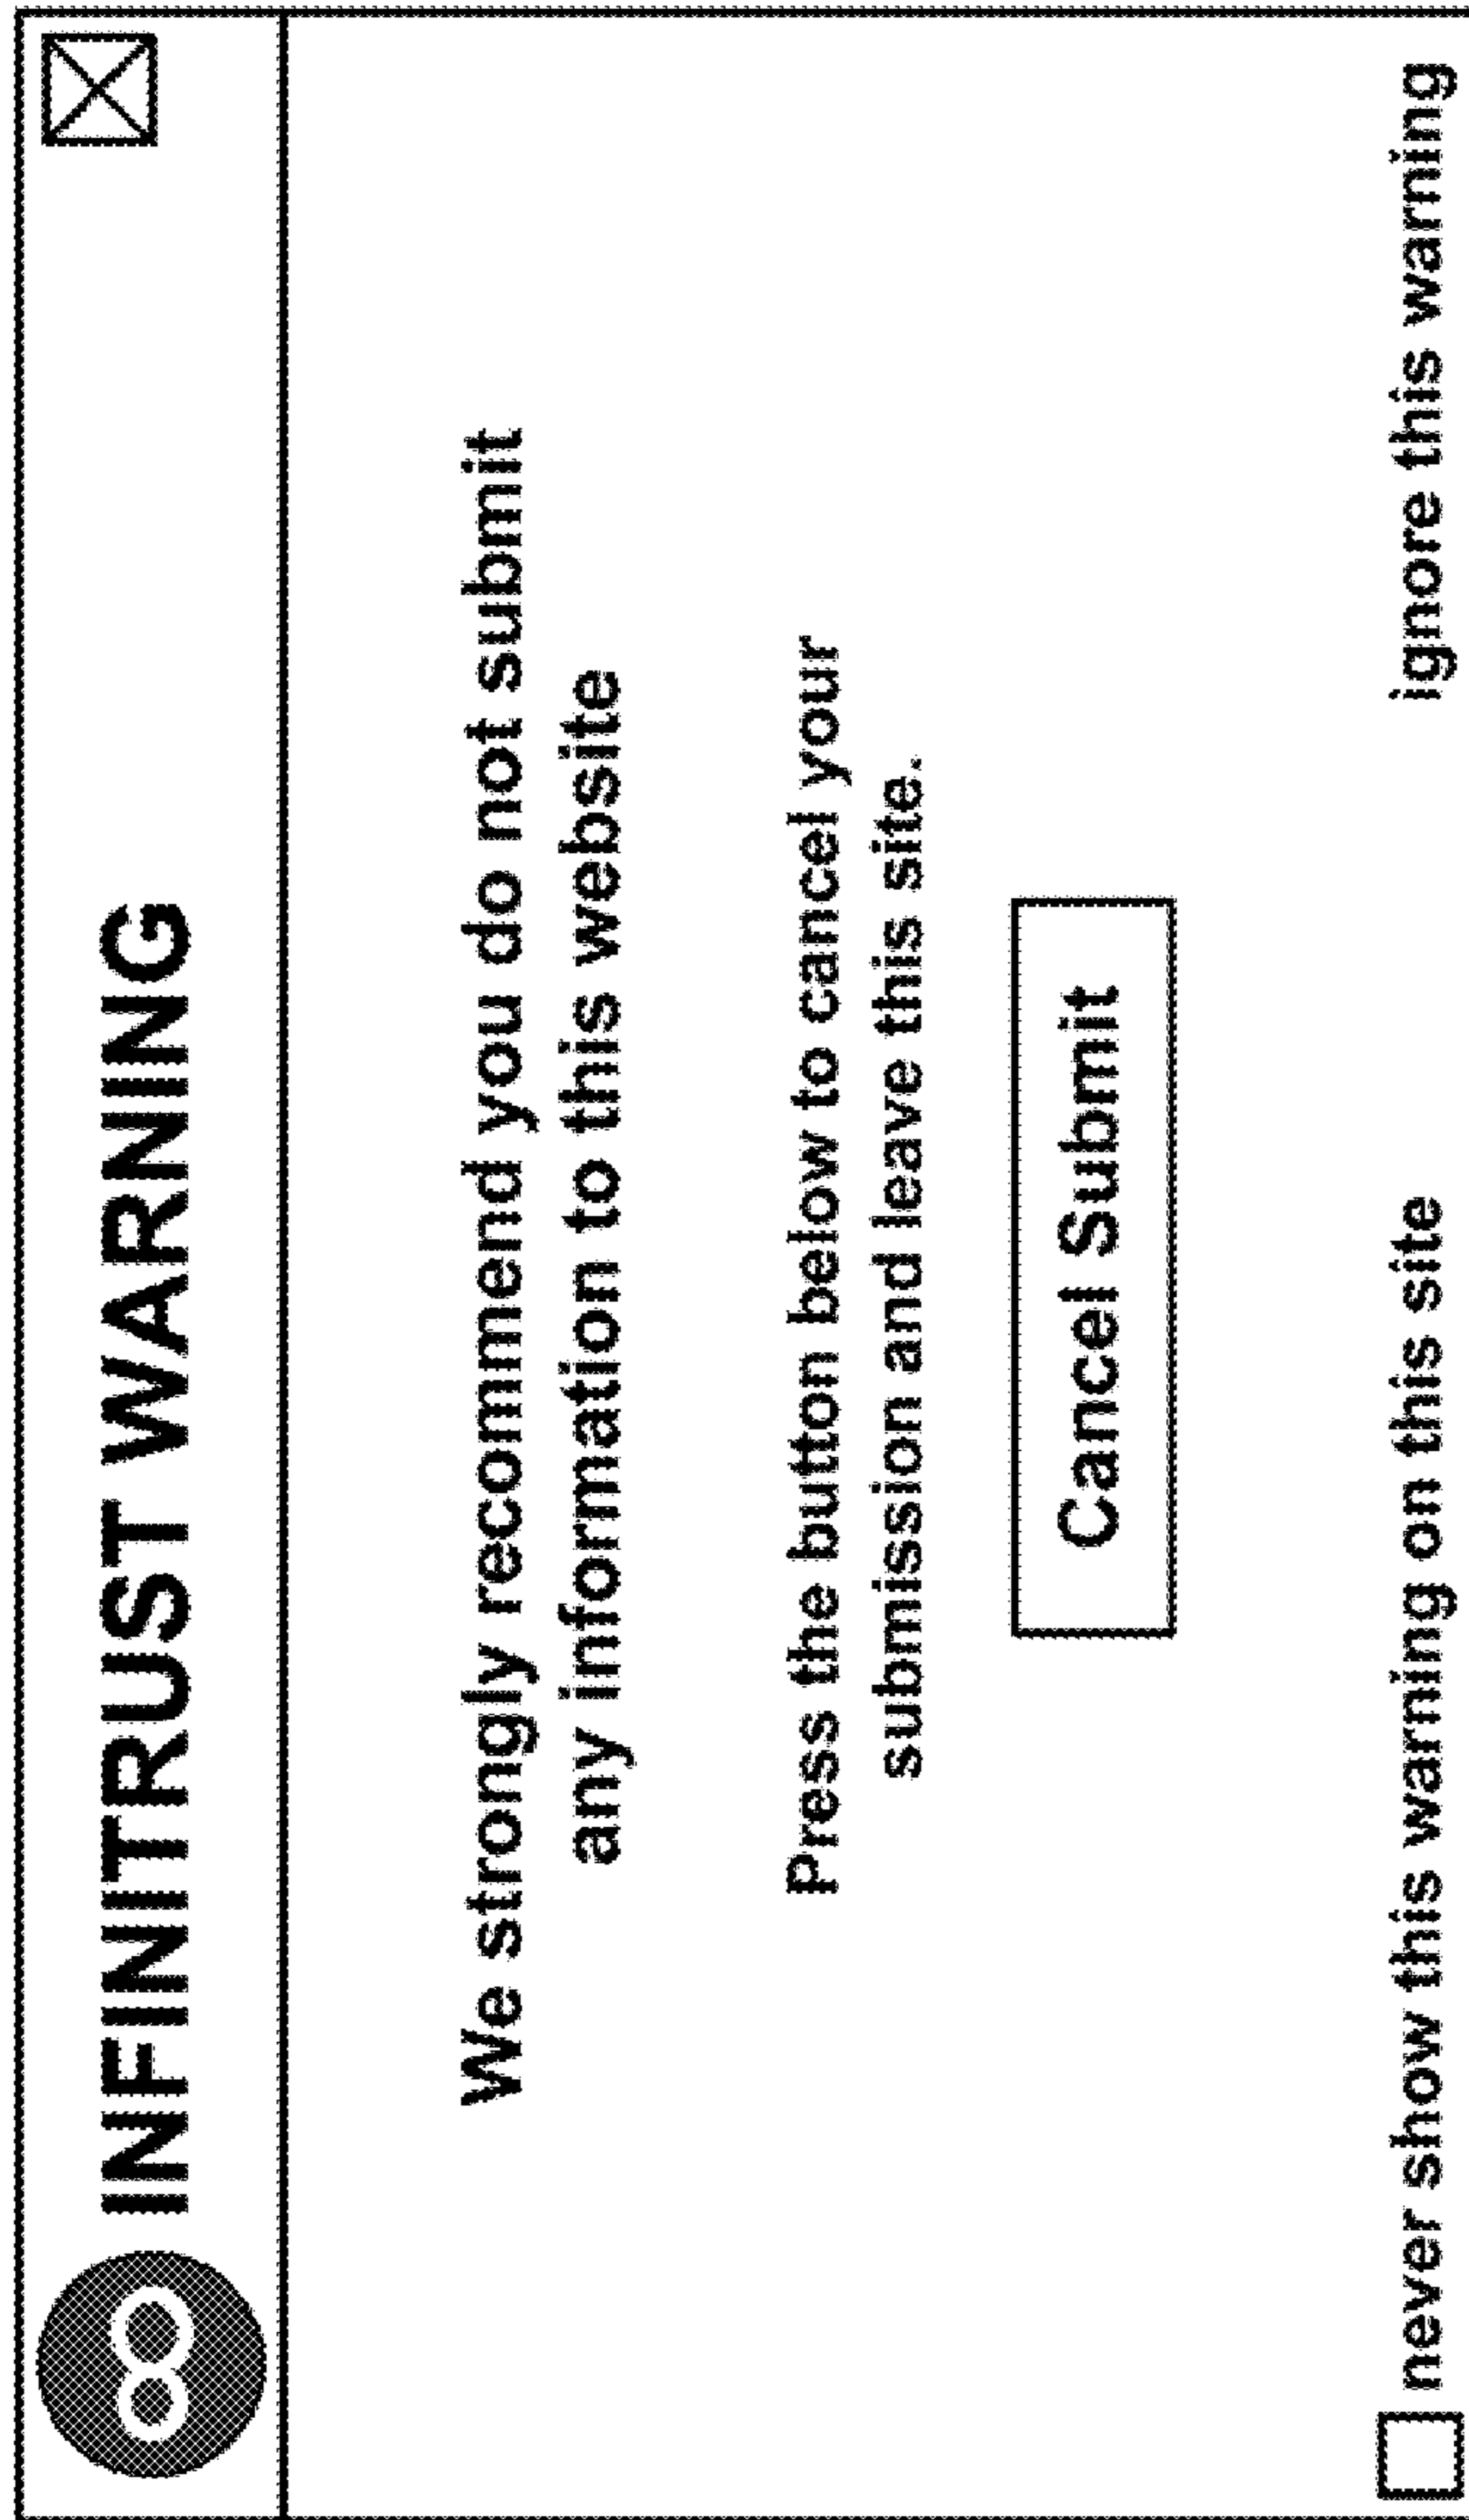 INFINITRUST WARNING
We strongly recommend you do not submit
any information to this website
Press the button below to cancel your
submission and leave this site.
Cancel Submit
never show this warning on this site
ignore this warning